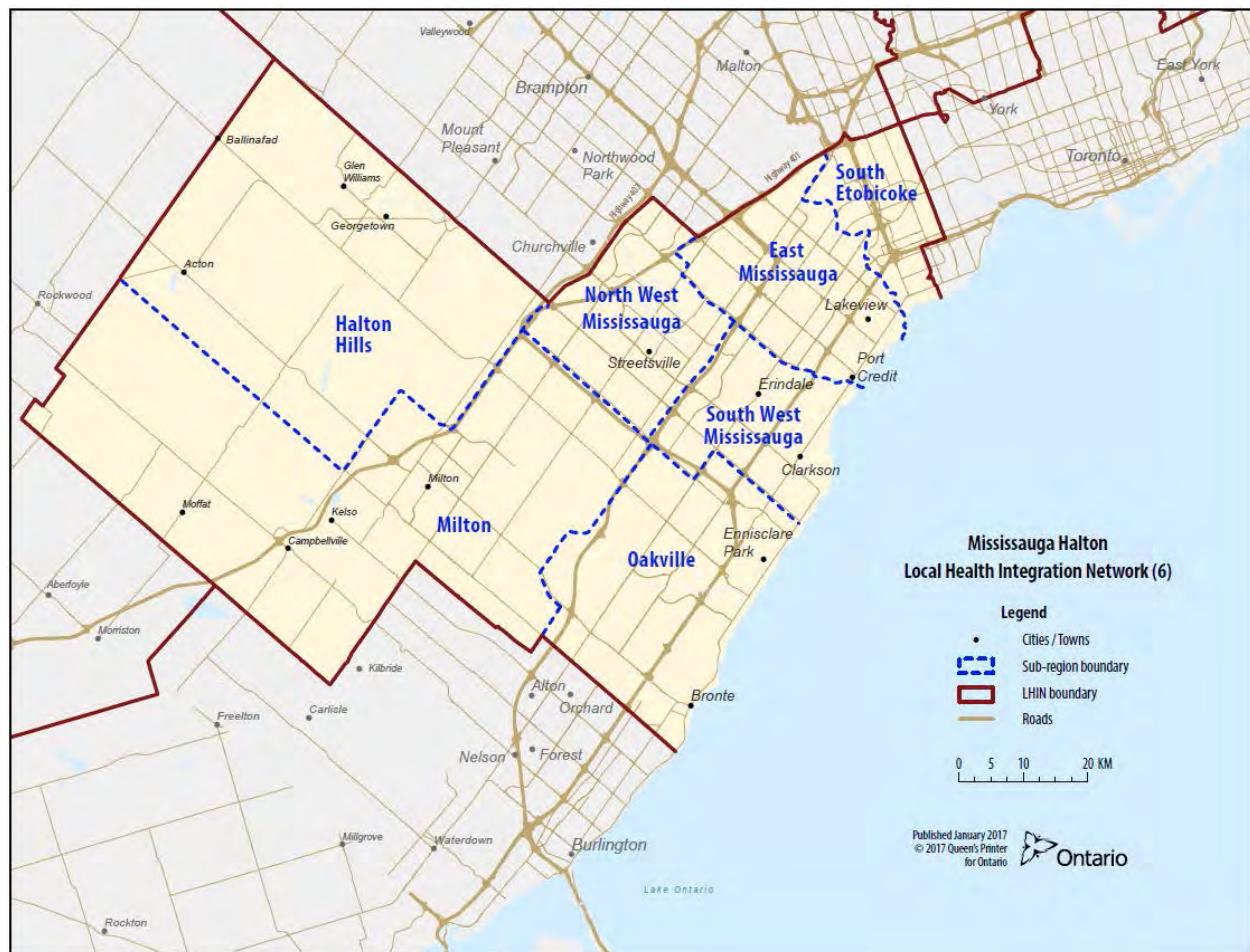 Valleywood
Malton
East York
Brampton
York
Mount
Pleasant
Northwood
Park
Toronto
Ballinafad
Glen
Williams
Highway 401
South
Etobicoke
Highway 407
Georgetown
Churchville
East
Mississauga
Acton
Rockwood
North West
Mississauga
Lakeview
Halton
Hills
Streetsville
Port
Credit
Erindale
South West
Mississauga
Clarkson
Milton
Moffat
Kelso
Milton
Campbellville
Ennisclare
Park
Oakville
Mississauga Halton
Local Health Integration Network (6)
Aberfoyle
Legend
Cities / Towns
Morriston
Sub-region boundary
Kilbride
LHIN boundary
Alton
Orchard
Bronte
Roads
Freelton
Carlisle
Nelson
Forest
0 5 10 20 KM
Millgrove
Waterdown
Burlington
Published January 2017
© 2017 Queen's Printer
for Ontario
Ontario
Lake Ontario
Rockton